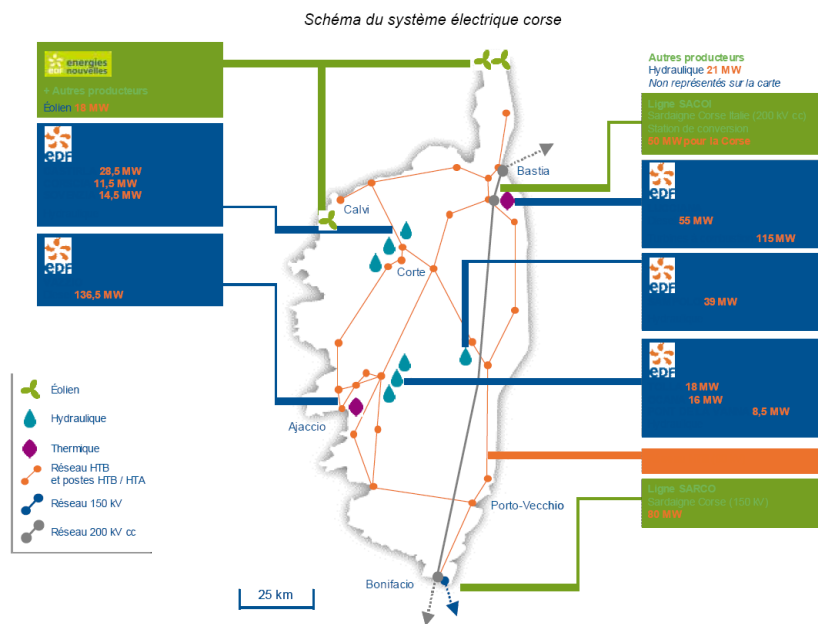 Schéma du système électrique corse
edF energies
nouvelles
+ Autres producteurs
Éolien 18 MW
edF
28,5 MW
11,5 MW
14,5 MW
edF
136,5 MW
Autres producteurs
Hydraulique 21 MW
Non représentés sur la carte
Ligne SACOI
Sardaigne Corse Italie (200 kV cc)
Station de conversion
50 MW pour la Corse
edF
55 MW
115 MW
edF
39 MW
edF
18 MW
16 MW
8,5 MW
Ligne SARCO
Sardaigne Corse (150 kV)
80 MW
Bastia
Calvi
Corte
Ajaccio
Porto-Vecchio
Bonifacio
Éolien
Hydraulique
Thermique
Réseau HTB
et postes HTB / HTA
Réseau 150 kV
Réseau 200 KV cc
25 km